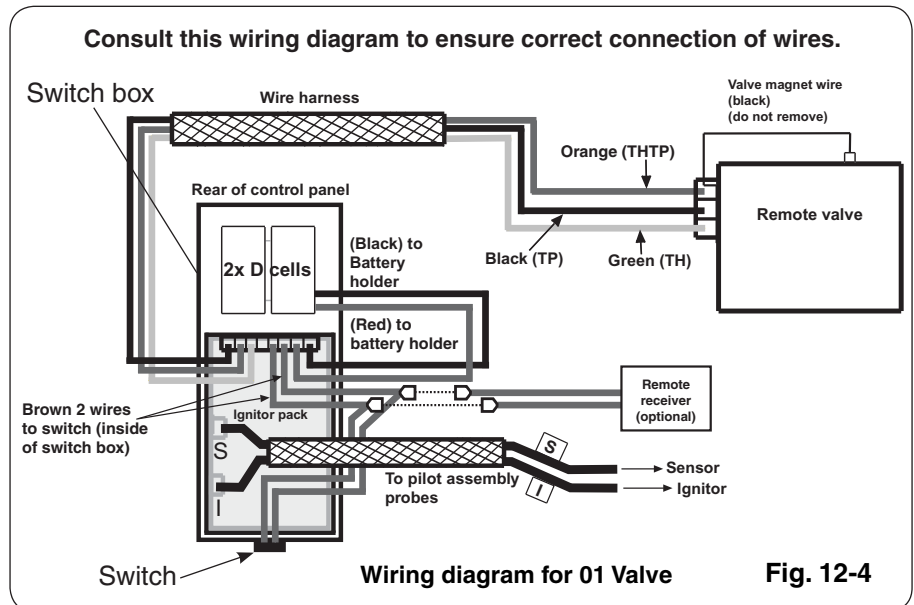 Consult this wiring diagram to ensure correct connection of wires.
Switch box
Wire harness
Valve magnet wire
(black)
(do not remove)
Orange (THTP)
Rear of control panel
Remote valve
2x D cells
(Black) to
Battery
holder
Black (TP)
Green (TH)
(Red) to
battery holder
Brown 2 wires
to switch (inside
of switch box)
Ignitor pack
Remote
receiver
(optional)
S
I
S
I
To pilot assembly
probes
Sensor
Ignitor
Switch
Wiring diagram for 01 Valve
Fig. 12-4